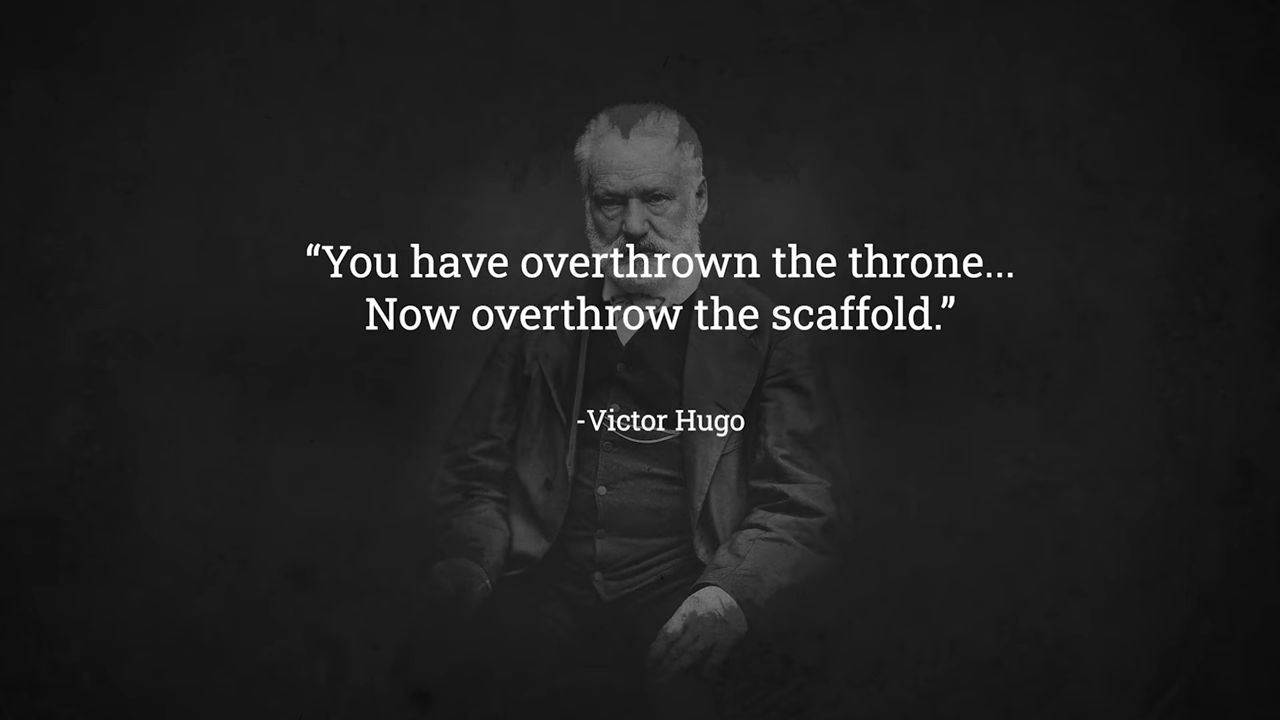 “You have overthrown the throne...
Now overthrow the scaffold.”
-Victor Hugo